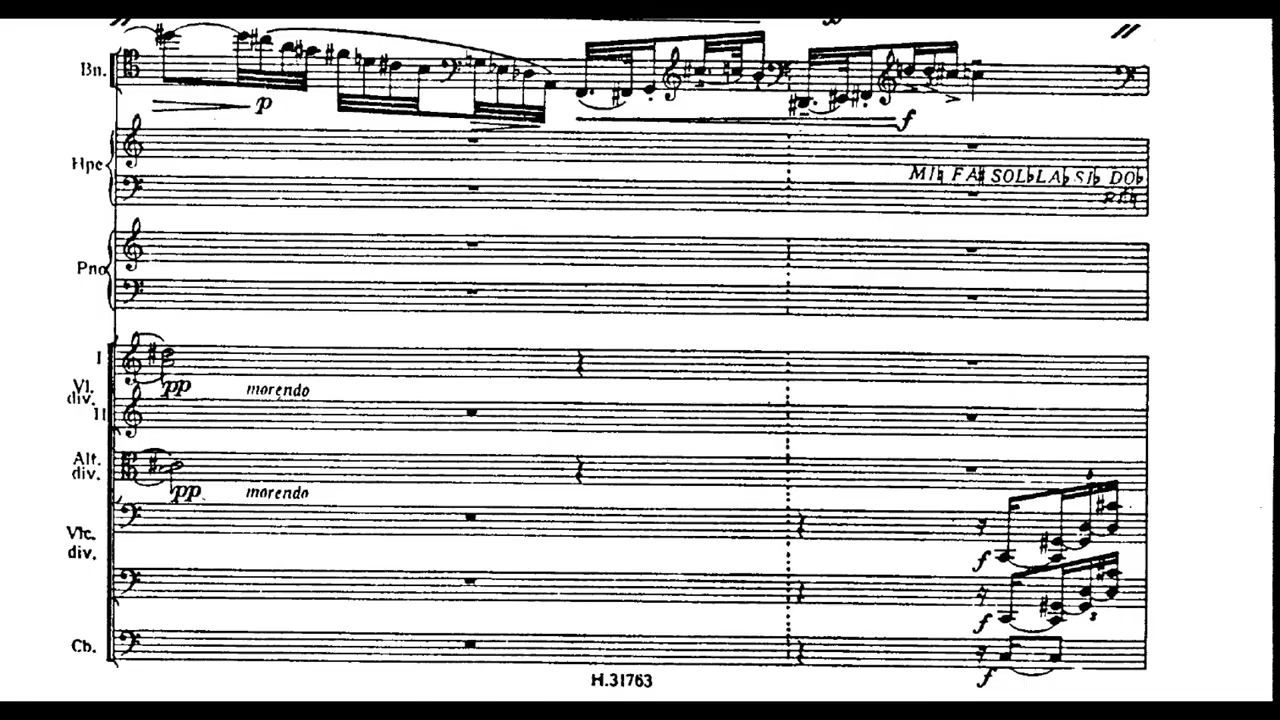 Bn.
p
f
Hpe
MI♮ FA♮ SOL♭ LA♭ SI♭ DO♭
RÉ♮
Pno
I
Vl.
div.
pp morendo
II
Alt.
div.
pp morendo
Vlc.
div.
f
f
3
Cb.
f
H.31763